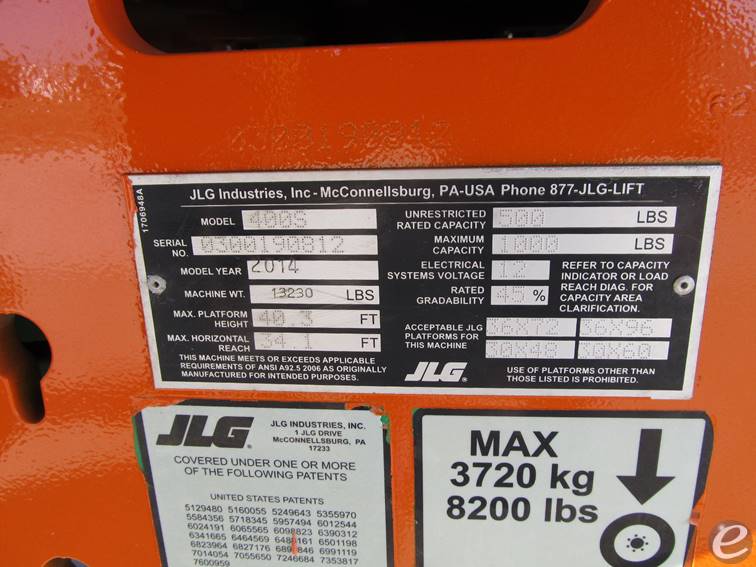 0300190812
JLG Industries, Inc - McConnellsburg, PA-USA Phone 877-JLG-LIFT
1706948A
MODEL 400S
SERIAL NO. 0300190812
MODEL YEAR 2014
MACHINE WT. 13230 LBS
MAX. PLATFORM HEIGHT 40.3 FT
MAX. HORIZONTAL REACH 34.1 FT
THIS MACHINE MEETS OR EXCEEDS APPLICABLE
REQUIREMENTS OF ANSI A92.5 2006 AS ORIGINALLY
MANUFACTURED FOR INTENDED PURPOSES.
UNRESTRICTED RATED CAPACITY 500 LBS
MAXIMUM CAPACITY 1000 LBS
ELECTRICAL SYSTEMS VOLTAGE 12
RATED GRADABILITY 45 %
REFER TO CAPACITY
INDICATOR OR LOAD
REACH DIAG. FOR
CAPACITY AREA
CLARIFICATION.
ACCEPTABLE JLG
PLATFORMS FOR
THIS MACHINE
36X72 36X96
30X48 30X60
JLG
USE OF PLATFORMS OTHER THAN
THOSE LISTED IS PROHIBITED.
JLG
JLG INDUSTRIES, INC.
1 JLG DRIVE
McCONNELLSBURG, PA
17233
COVERED UNDER ONE OR MORE
OF THE FOLLOWING PATENTS
UNITED STATES PATENTS
5129480 5160055 5249643 5355970
5584356 5718345 5957494 6012544
6024191 6065565 6098823 6390312
6341665 6464569 6488161 6501198
6823964 6827176 6991119
7014054 7055650 7246684 7353817
7600959
MAX
3720 kg
8200 lbs
e